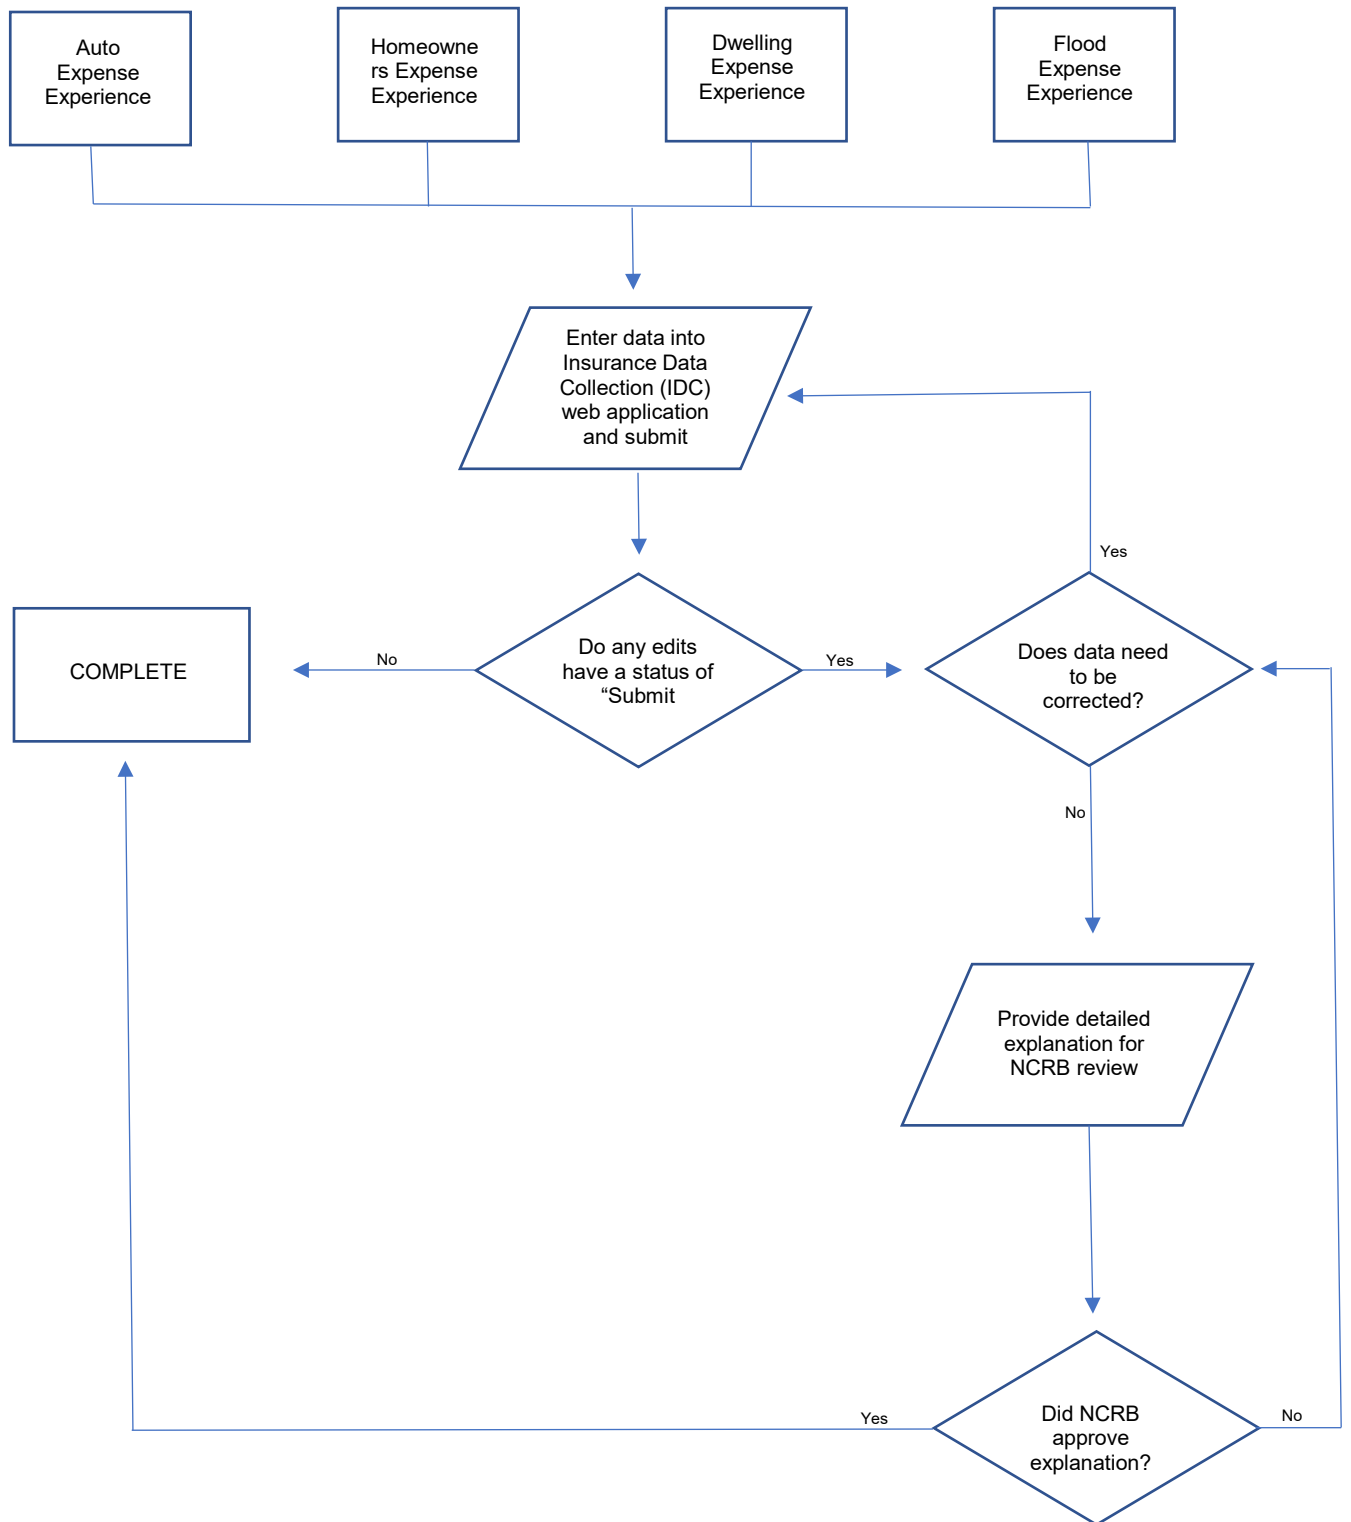 Auto
Expense
Experience
Homeowne
rs Expense
Experience
Dwelling
Expense
Experience
Flood
Expense
Experience
Enter data into
Insurance Data
Collection (IDC)
web application
and submit
Yes
COMPLETE
No
Do any edits
have a status of
“Submit
Yes
Does data need
to be
corrected?
No
Provide detailed
explanation for
NCRB review
Yes
Did NCRB
approve
explanation?
No